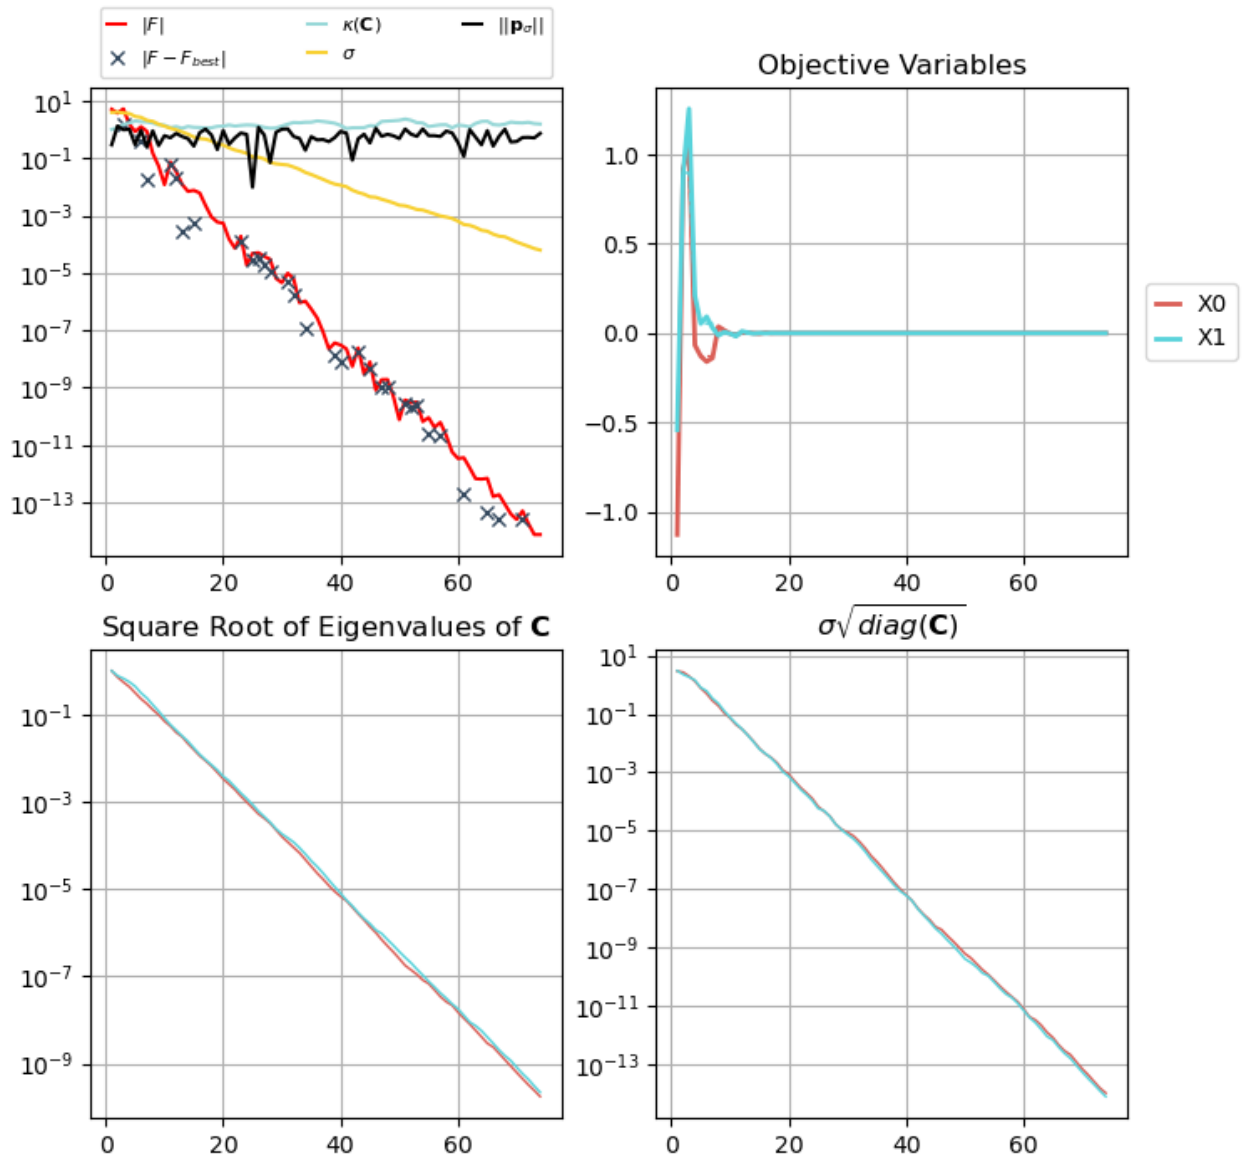 |F| κ(C) ||p_σ||
|F − F_best| σ
10^1
10^−1
10^−3
10^−5
10^−7
10^−9
10^−11
10^−13
0 20 40 60
Objective Variables
1.0
0.5
0.0
−0.5
−1.0
0 20 40 60
X0
X1
Square Root of Eigenvalues of C
10^−1
10^−3
10^−5
10^−7
10^−9
0 20 40 60
σ√diag(C)
10^1
10^−1
10^−3
10^−5
10^−7
10^−9
10^−11
10^−13
0 20 40 60